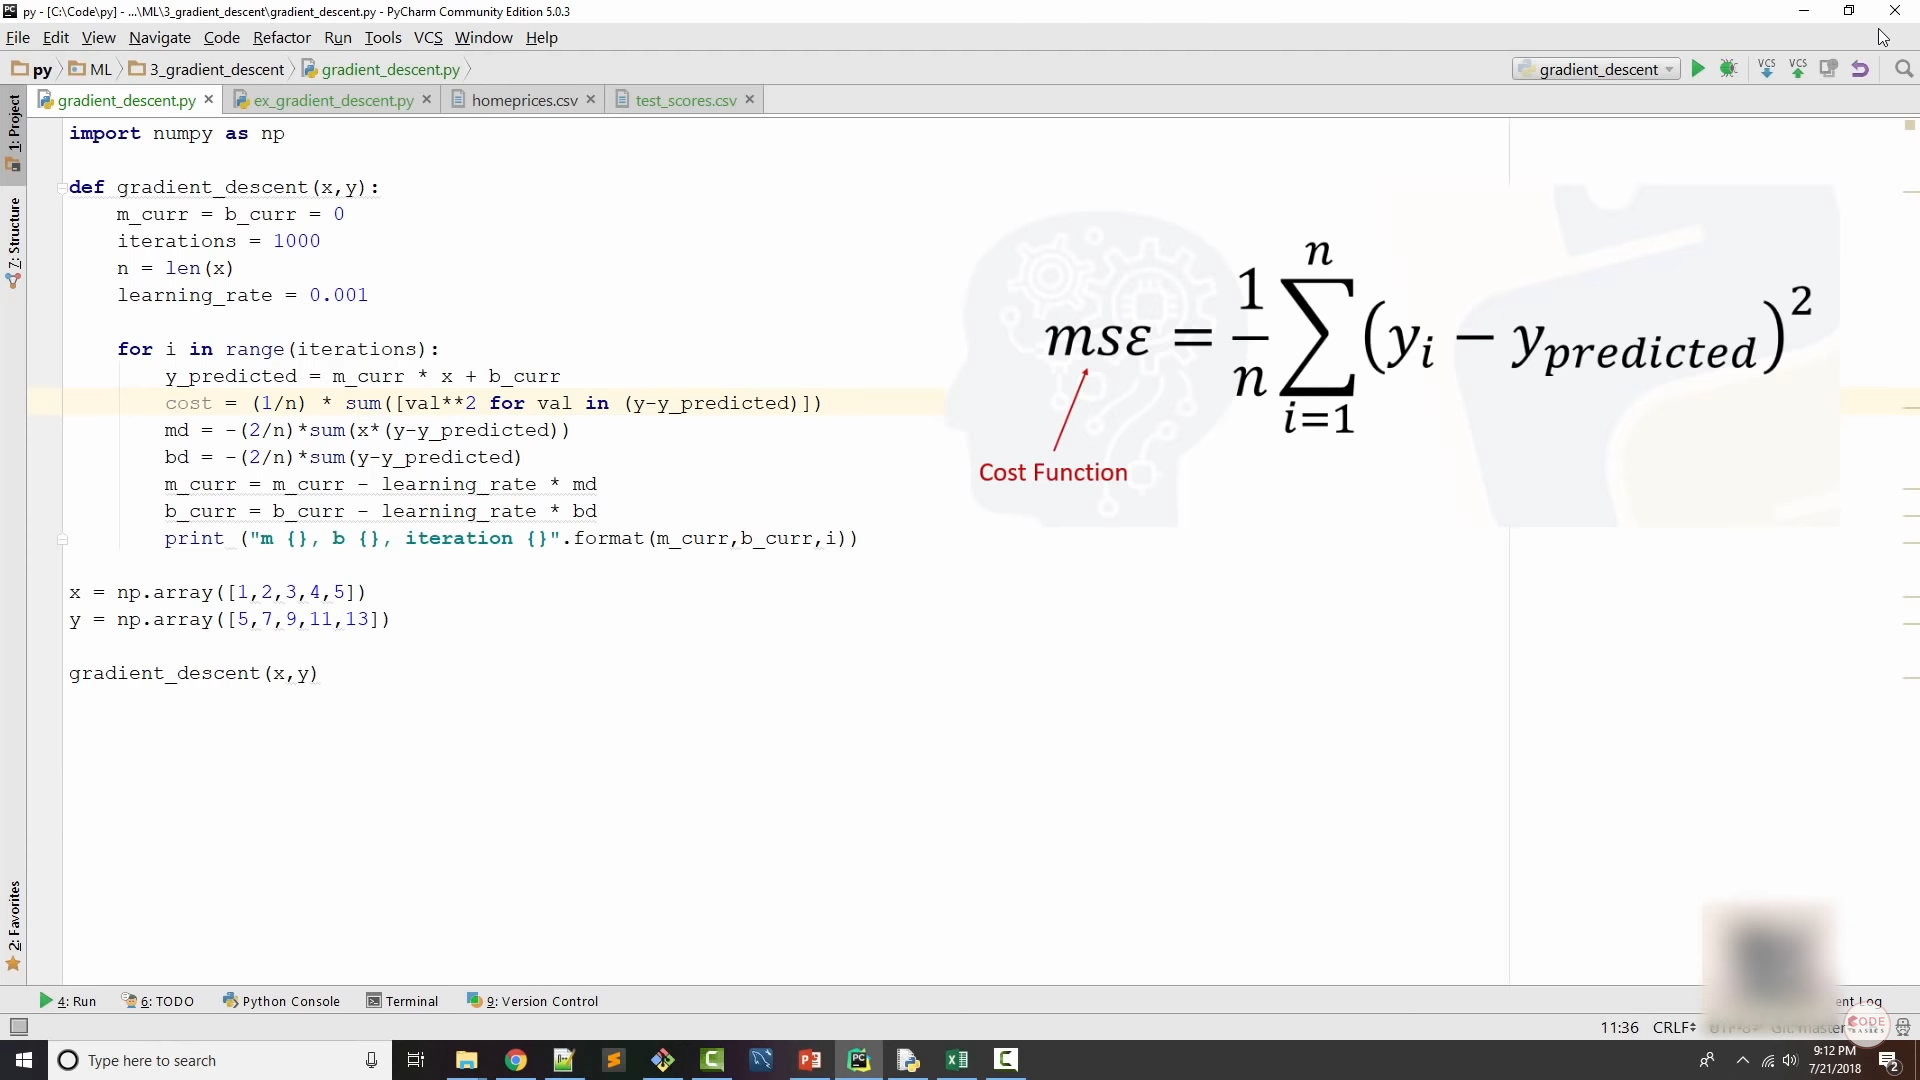 py - [C:\Code\py] - ...\ML\3_gradient_descent\gradient_descent.py - PyCharm Community Edition 5.0.3
File Edit View Navigate Code Refactor Run Tools VCS Window Help
py ML 3_gradient_descent gradient_descent.py gradient_descent VCS VCS
gradient_descent.py ex_gradient_descent.py homeprices.csv test_scores.csv
1: Project
7: Structure
2: Favorites
import numpy as np
def gradient_descent(x,y):
m_curr = b_curr = 0
iterations = 1000
n = len(x)
learning_rate = 0.001
for i in range(iterations):
y_predicted = m_curr * x + b_curr
cost = (1/n) * sum([val**2 for val in (y-y_predicted)])
md = -(2/n)*sum(x*(y-y_predicted))
bd = -(2/n)*sum(y-y_predicted)
m_curr = m_curr - learning_rate * md
b_curr = b_curr - learning_rate * bd
print ("m {}, b {}, iteration {}".format(m_curr,b_curr,i))
x = np.array([1,2,3,4,5])
y = np.array([5,7,9,11,13])
gradient_descent(x,y)
msε = 1/n ∑ n i=1 (yᵢ − y predicted)²
Cost Function
4: Run 6: TODO Python Console Terminal 9: Version Control ent Log
11:36 CRLF Git: master
CODE
BASICS
Type here to search
9:12 PM
7/21/2018
2